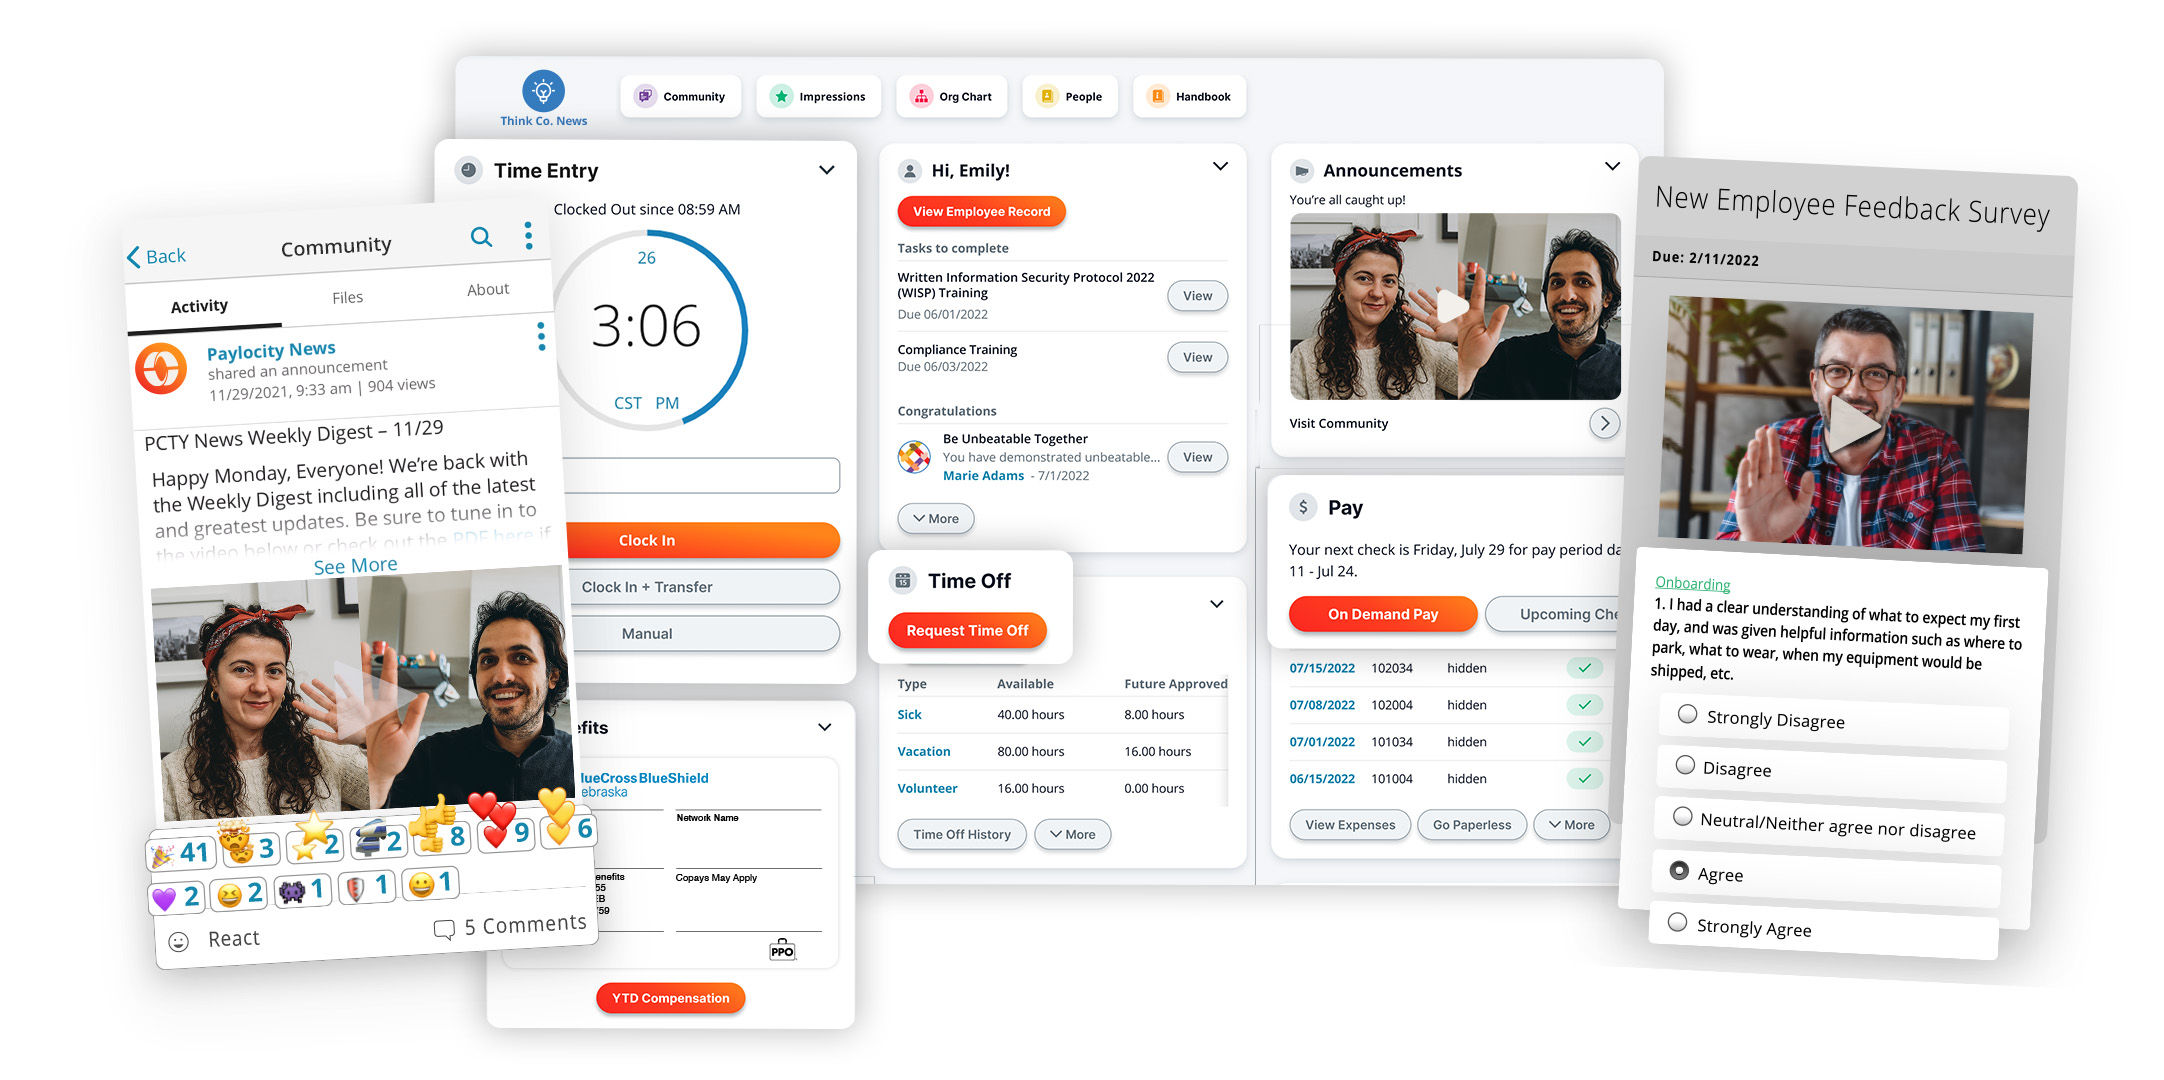 Think Co. News
Community
Impressions
Org Chart
People
Handbook
Back
Community
Activity
Files
About
Paylocity News
shared an announcement
11/29/2021, 9:33 am | 904 views
PCTY News Weekly Digest – 11/29
Happy Monday, Everyone! We’re back with
the Weekly Digest including all of the latest
and greatest updates. Be sure to tune in to
the video below or check out the PDF here if
See More
41
3
2
2
8
9
6
2
2
1
1
1
React
5 Comments
Time Entry
Clocked Out since 08:59 AM
26
3:06
CST PM
Clock In
Clock In + Transfer
Manual
efits
lueCross BlueShield
ebraska
Network Name
enefits
55
EB
759
Copays May Apply
PPO
YTD Compensation
Hi, Emily!
View Employee Record
Tasks to complete
Written Information Security Protocol 2022
(WISP) Training
Due 06/01/2022
View
Compliance Training
Due 06/03/2022
View
Congratulations
Be Unbeatable Together
You have demonstrated unbeatable...
Marie Adams - 7/1/2022
View
More
15
Time Off
Request Time Off
Type Available Future Approved
Sick 40.00 hours 8.00 hours
Vacation 80.00 hours 16.00 hours
Volunteer 16.00 hours 0.00 hours
Time Off History
More
Announcements
You’re all caught up!
Visit Community
$
Pay
Your next check is Friday, July 29 for pay period da
11 - Jul 24.
On Demand Pay
Upcoming Che
07/15/2022 102034 hidden
07/08/2022 102004 hidden
07/01/2022 101034 hidden
06/15/2022 101004 hidden
View Expenses
Go Paperless
More
New Employee Feedback Survey
Due: 2/11/2022
Onboarding
1. I had a clear understanding of what to expect my first
day, and was given helpful information such as where to
park, what to wear, when my equipment would be
shipped, etc.
Strongly Disagree
Disagree
Neutral/Neither agree nor disagree
Agree
Strongly Agree